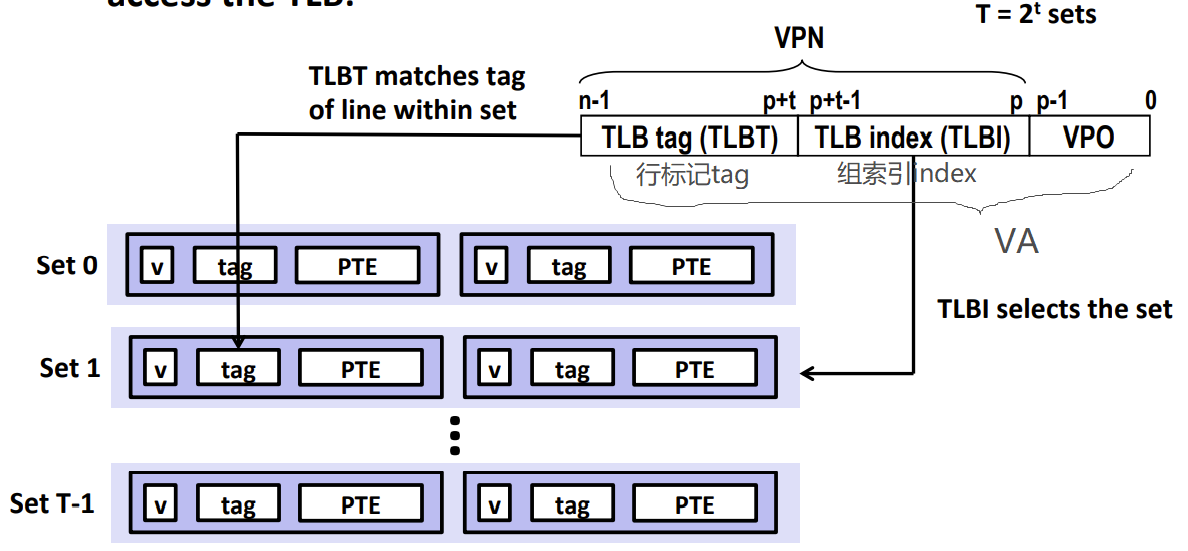 access the TLB:
T = 2^t sets
VPN
TLBT matches tag
of line within set
n-1 p+t p+t-1 p p-1 0
TLB tag (TLBT) TLB index (TLBI) VPO
行标记tag 组索引index
VA
Set 0 v tag PTE v tag PTE
TLBI selects the set
Set 1 v tag PTE v tag PTE
Set T-1 v tag PTE v tag PTE